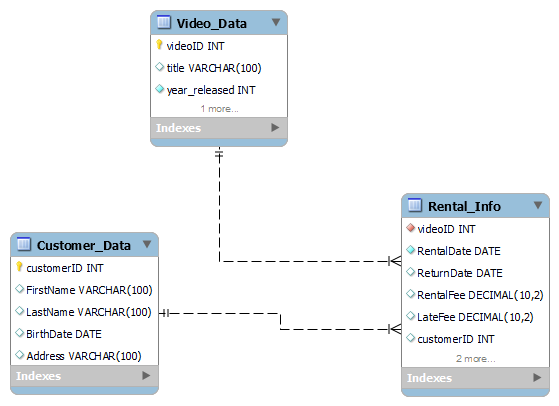 Video_Data
videoID INT
title VARCHAR(100)
year_released INT
1 more...
Indexes
Customer_Data
customerID INT
FirstName VARCHAR(100)
LastName VARCHAR(100)
BirthDate DATE
Address VARCHAR(100)
Indexes
Rental_Info
videoID INT
RentalDate DATE
ReturnDate DATE
RentalFee DECIMAL(10,2)
LateFee DECIMAL(10,2)
customerID INT
2 more...
Indexes